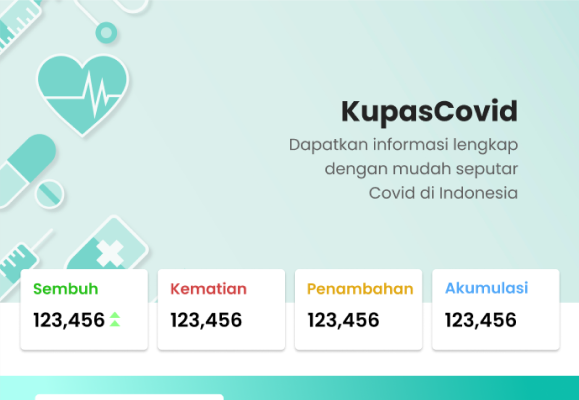 KupasCovid
Dapatkan informasi lengkap
dengan mudah seputar
Covid di Indonesia
Sembuh
123,456
Kematian
123,456
Penambahan
123,456
Akumulasi
123,456